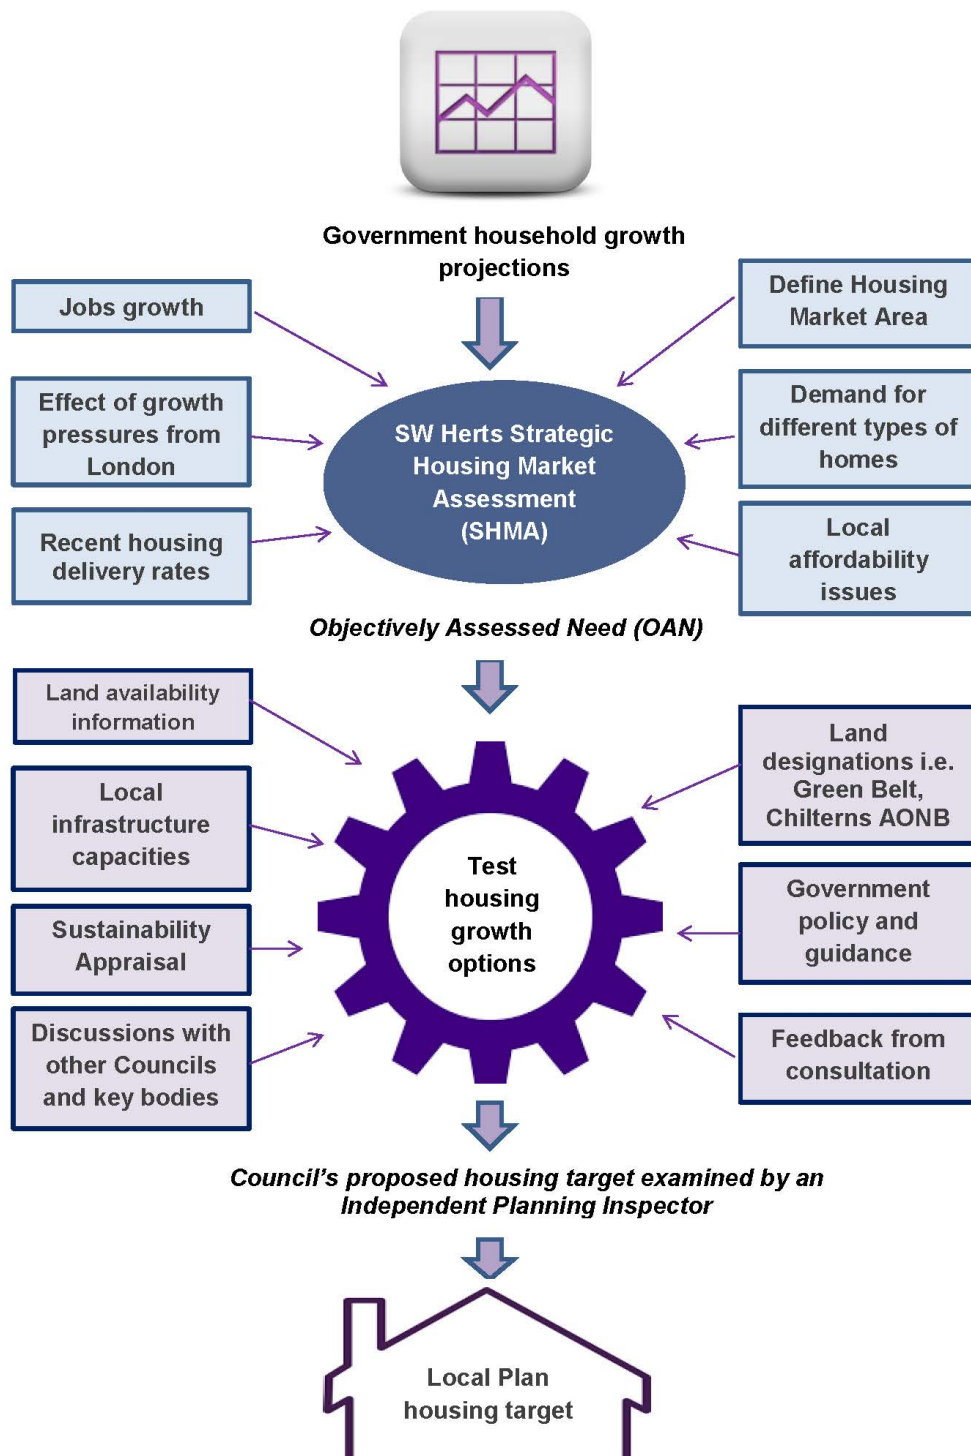 Government household growth
projections
Jobs growth
Effect of growth
pressures from
London
Recent housing
delivery rates
SW Herts Strategic
Housing Market
Assessment
(SHMA)
Define Housing
Market Area
Demand for
different types of
homes
Local
affordability
issues
Objectively Assessed Need (OAN)
Land availability
information
Local
infrastructure
capacities
Sustainability
Appraisal
Discussions with
other Councils
and key bodies
Test
housing
growth
options
Land
designations i.e.
Green Belt,
Chilterns AONB
Government
policy and
guidance
Feedback from
consultation
Council's proposed housing target examined by an
Independent Planning Inspector
Local Plan
housing target